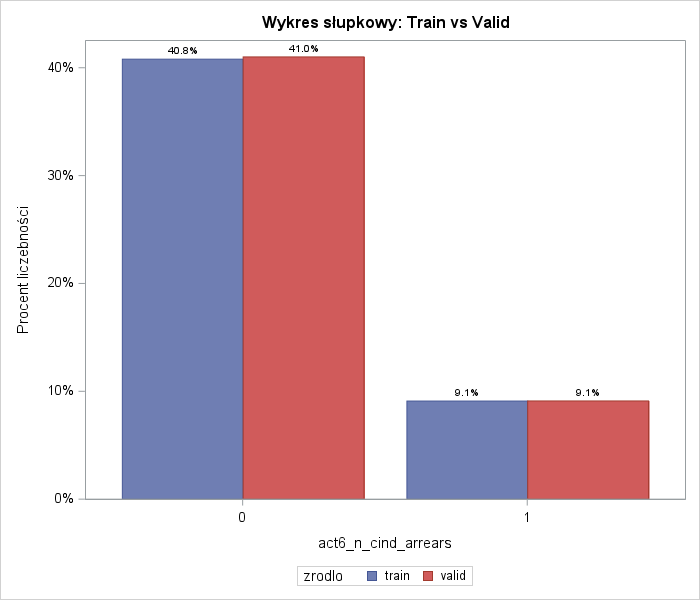 Wykres słupkowy: Train vs Valid
40.8%
41.0%
9.1%
9.1%
40%
30%
20%
10%
0%
Procent liczebności
0
1
act6_n_cind_arrears
zrodlo train valid